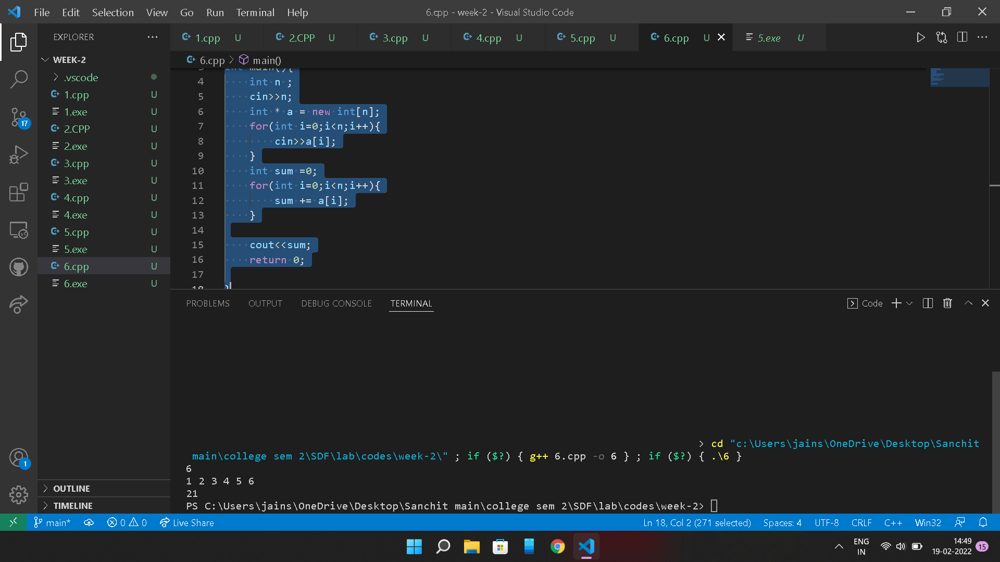 File Edit Selection View Go Run Terminal Help
6.cpp - week-2 - Visual Studio Code
EXPLORER
1.cpp U
2.CPP U
3.cpp U
4.cpp U
5.cpp U
6.cpp U
5.exe U
WEEK-2
.vscode
1.cpp U
1.exe U
2.CPP U
2.exe U
3.cpp U
3.exe U
4.cpp U
4.exe U
5.cpp U
5.exe U
6.cpp U
6.exe U
17
1
OUTLINE
TIMELINE
6.cpp > main()
3 int main(){
4 int n ;
5 cin>>n;
6 int * a = new int[n];
7 for(int i=0;i<n;i++){
8 cin>>a[i];
9 }
10 int sum =0;
11 for(int i=0;i<n;i++){
12 sum += a[i];
13 }
14
15 cout<<sum;
16 return 0;
17
18 }
PROBLEMS OUTPUT DEBUG CONSOLE TERMINAL
Code
> cd "c:\Users\jains\OneDrive\Desktop\Sanchit
main\college sem 2\SDF\lab\codes\week-2\" ; if ($?) { g++ 6.cpp -o 6 } ; if ($?) { .\6 }
6
1 2 3 4 5 6
21
PS C:\Users\jains\OneDrive\Desktop\Sanchit main\college sem 2\SDF\lab\codes\week-2>
main* 0 0 Live Share
Ln 18, Col 2 (271 selected) Spaces: 4 UTF-8 CRLF C++ Win32
ENG
IN
14:49
19-02-2022
15